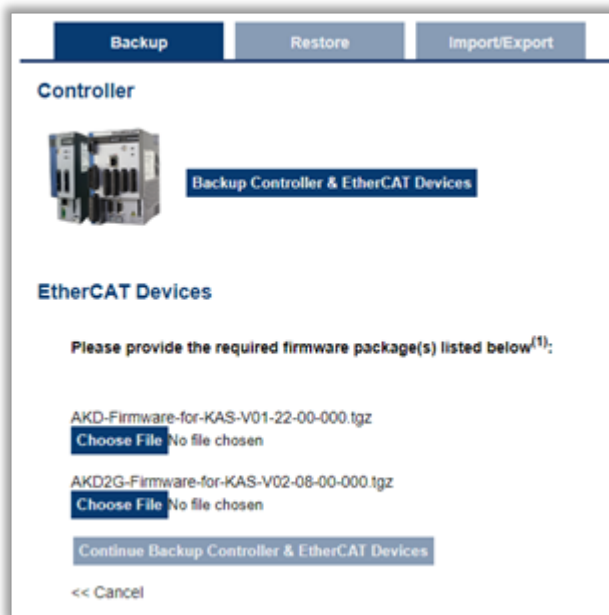 Backup Restore Import/Export
Controller
Backup Controller & EtherCAT Devices
EtherCAT Devices
Please provide the required firmware package(s) listed below(1):
AKD-Firmware-for-KAS-V01-22-00-000.tgz
Choose File No file chosen
AKD2G-Firmware-for-KAS-V02-08-00-000.tgz
Choose File No file chosen
Continue Backup Controller & EtherCAT Devices
<< Cancel